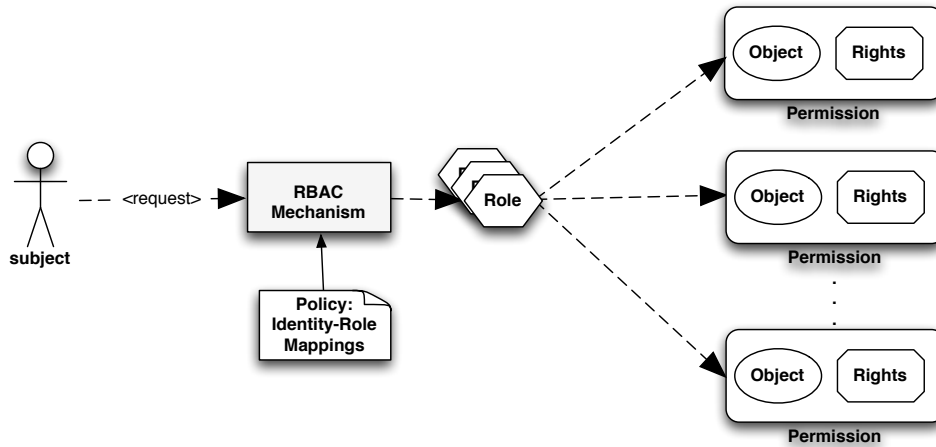 Object Rights
Permission
<request>
RBAC
Mechanism
Role
Object Rights
Permission
subject
Policy:
Identity-Role
Mappings
Object Rights
Permission